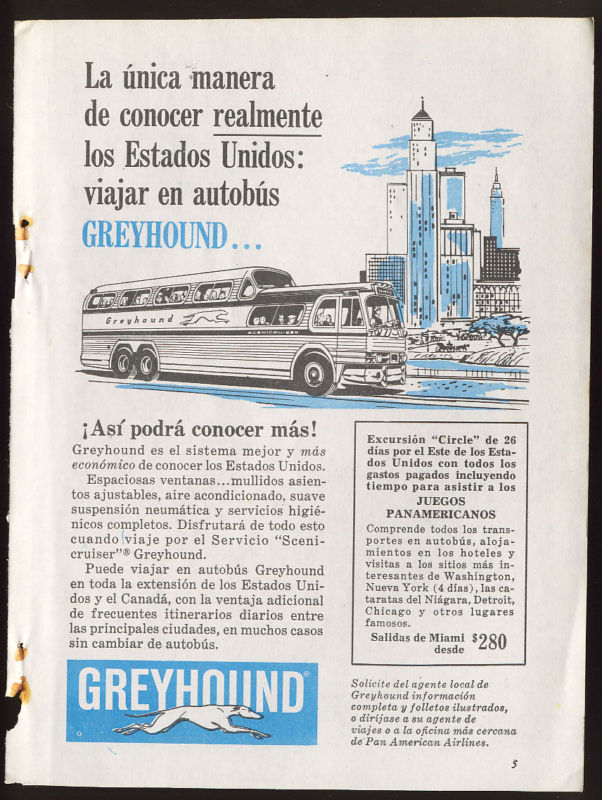 La única manera
de conocer realmente
los Estados Unidos:
viajar en autobús
GREYHOUND...
Greyhound
SCENICRUISER
¡Así podrá conocer más!
Greyhound es el sistema mejor y más
económico de conocer los Estados Unidos.
Espaciosas ventanas...mullidos asien-
tos ajustables, aire acondicionado, suave
suspensión neumática y servicios higié-
nicos completos. Disfrutará de todo esto
cuando viaje por el Servicio "Sceni-
cruiser"® Greyhound.
Puede viajar en autobús Greyhound
en toda la extensión de los Estados Uni-
dos y el Canadá, con la ventaja adicional
de frecuentes itinerarios diarios entre
las principales ciudades, en muchos casos
sin cambiar de autobús.
GREYHOUND®
Excursión "Circle" de 26
días por el Este de los Esta-
dos Unidos con todos los
gastos pagados incluyendo
tiempo para asistir a los
JUEGOS
PANAMERICANOS
Comprende todos los trans-
portes en autobús, aloja-
mientos en los hoteles y
visitas a los sitios más in-
teresantes de Washington,
Nueva York (4 días), las ca-
taratas del Niágara, Detroit,
Chicago y otros lugares
famosos.
Salidas de Miami
desde $280
Solicite del agente local de
Greyhound información
completa y folletos ilustrados,
o diríjase a su agente de
viajes o a la oficina más cercana
de Pan American Airlines.
5